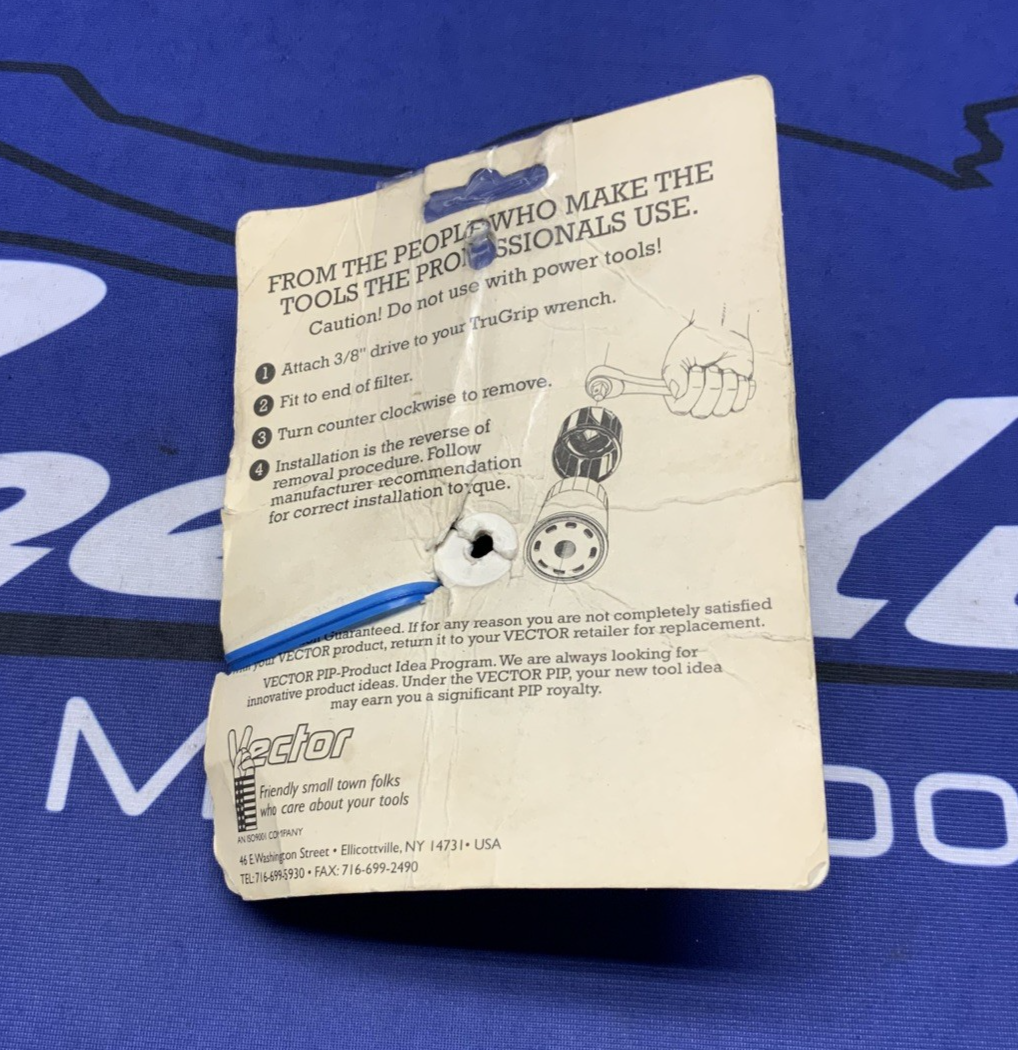 FROM THE PEOPLE WHO MAKE THE
TOOLS THE PROFESSIONALS USE.
Caution! Do not use with power tools!
1 Attach 3/8" drive to your TruGrip wrench.
2 Fit to end of filter.
3 Turn counter clockwise to remove.
4 Installation is the reverse of
removal procedure. Follow
manufacturer recommendation
for correct installation torque.
Guaranteed. If for any reason you are not completely satisfied
your VECTOR product, return it to your VECTOR retailer for replacement.
VECTOR PIP-Product Idea Program. We are always looking for
innovative product ideas. Under the VECTOR PIP, your new tool idea
may earn you a significant PIP royalty.
Vector
Friendly small town folks
who care about your tools
AN ISO9001 COMPANY
46 E Washington Street • Ellicottville, NY 14731 • USA
TEL: 716-699-5930 • FAX: 716-699-2490